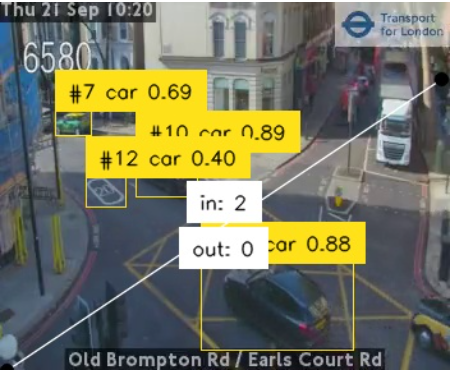 Thu 21 Sep 10:20
Transport
for London
6580
#7 car 0.69
#10 car 0.89
#12 car 0.40
in: 2
out: 0
car 0.88
Old Brompton Rd / Earls Court Rd